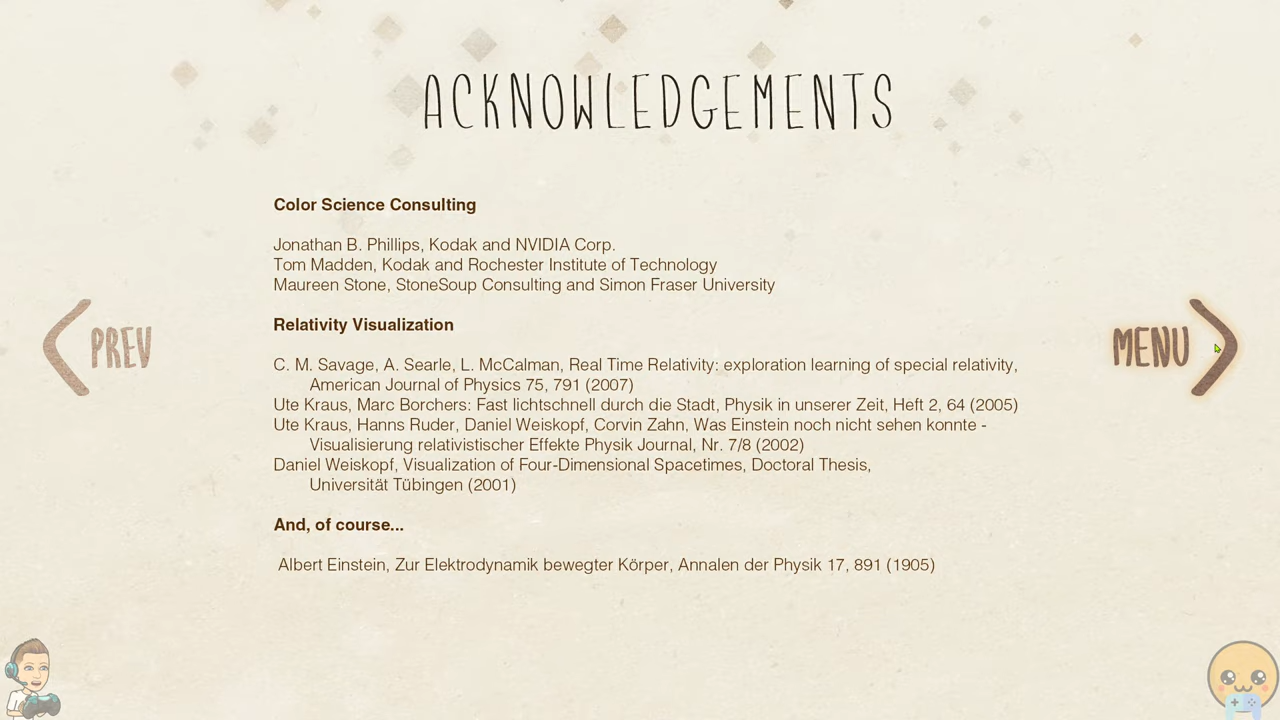 ACKNOWLEDGEMENTS
Color Science Consulting
Jonathan B. Phillips, Kodak and NVIDIA Corp.
Tom Madden, Kodak and Rochester Institute of Technology
Maureen Stone, StoneSoup Consulting and Simon Fraser University
Relativity Visualization
PREV
MENU
C. M. Savage, A. Searle, L. McCalman, Real Time Relativity: exploration learning of special relativity,
American Journal of Physics 75, 791 (2007)
Ute Kraus, Marc Borchers: Fast lichtschnell durch die Stadt, Physik in unserer Zeit, Heft 2, 64 (2005)
Ute Kraus, Hanns Ruder, Daniel Weiskopf, Corvin Zahn, Was Einstein noch nicht sehen konnte -
Visualisierung relativistischer Effekte Physik Journal, Nr. 7/8 (2002)
Daniel Weiskopf, Visualization of Four-Dimensional Spacetimes, Doctoral Thesis,
Universität Tübingen (2001)
And, of course...
Albert Einstein, Zur Elektrodynamik bewegter Körper, Annalen der Physik 17, 891 (1905)